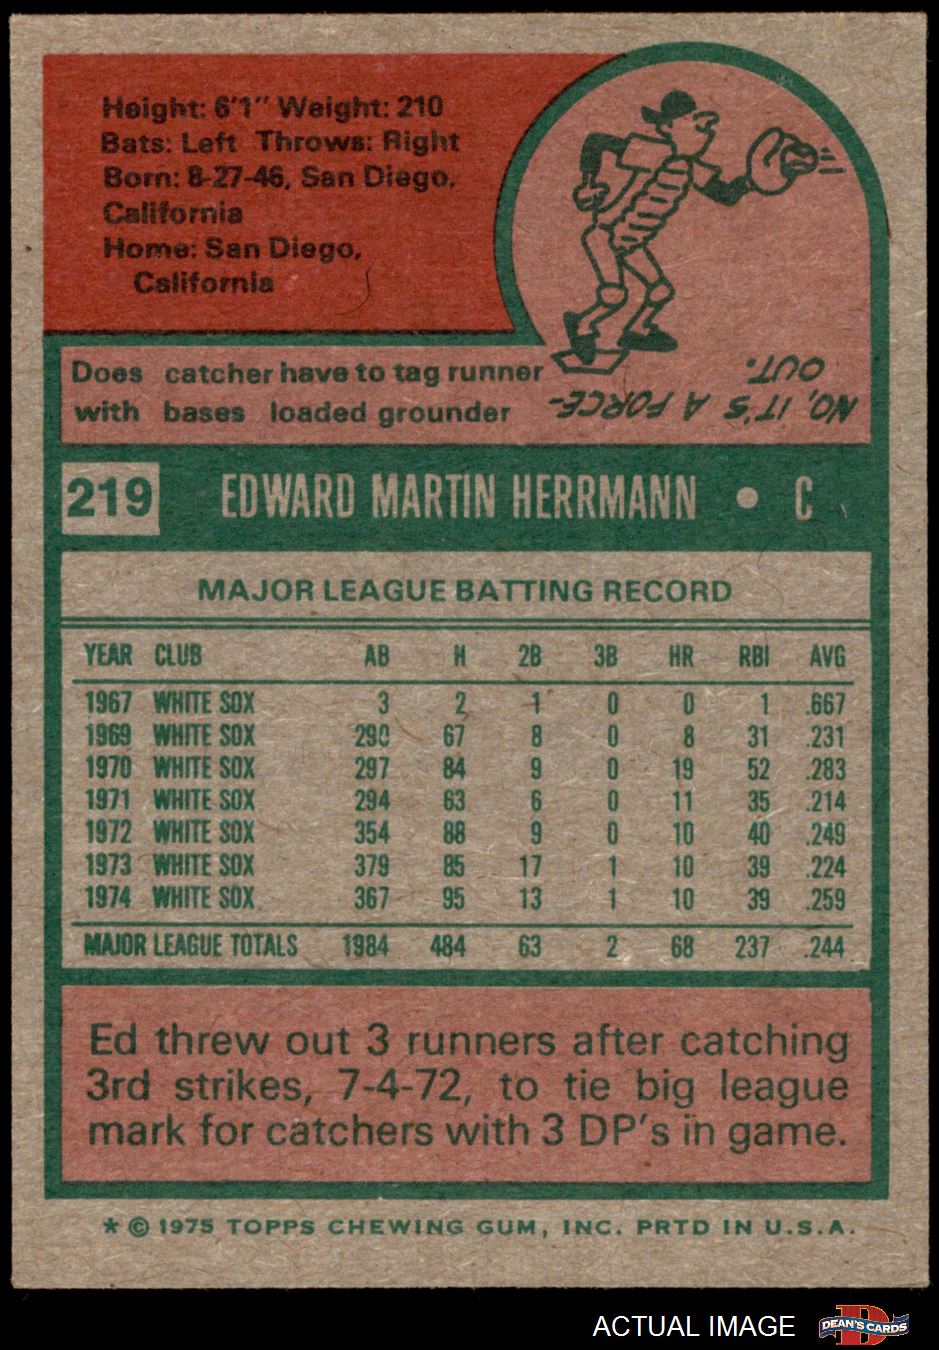 Height: 6'1" Weight: 210
Bats: Left Throws: Right
Born: 8-27-46, San Diego,
California
Home: San Diego,
California
Does catcher have to tag runner
with bases loaded grounder
NO, IT'S A FORCE-
OUT.
219 EDWARD MARTIN HERRMANN • C
MAJOR LEAGUE BATTING RECORD
YEAR CLUB AB H 2B 3B HR RBI AVG
1967 WHITE SOX 3 2 1 0 0 1 .667
1969 WHITE SOX 290 67 8 0 8 31 .231
1970 WHITE SOX 297 84 9 0 19 52 .283
1971 WHITE SOX 294 63 6 0 11 35 .214
1972 WHITE SOX 354 88 9 0 10 40 .249
1973 WHITE SOX 379 85 17 1 10 39 .224
1974 WHITE SOX 367 95 13 1 10 39 .259
MAJOR LEAGUE TOTALS 1984 484 63 2 68 237 .244
Ed threw out 3 runners after catching
3rd strikes, 7-4-72, to tie big league
mark for catchers with 3 DP's in game.
* © 1975 TOPPS CHEWING GUM, INC. PRTD IN U.S.A.
ACTUAL IMAGE
DEAN'S CARDS